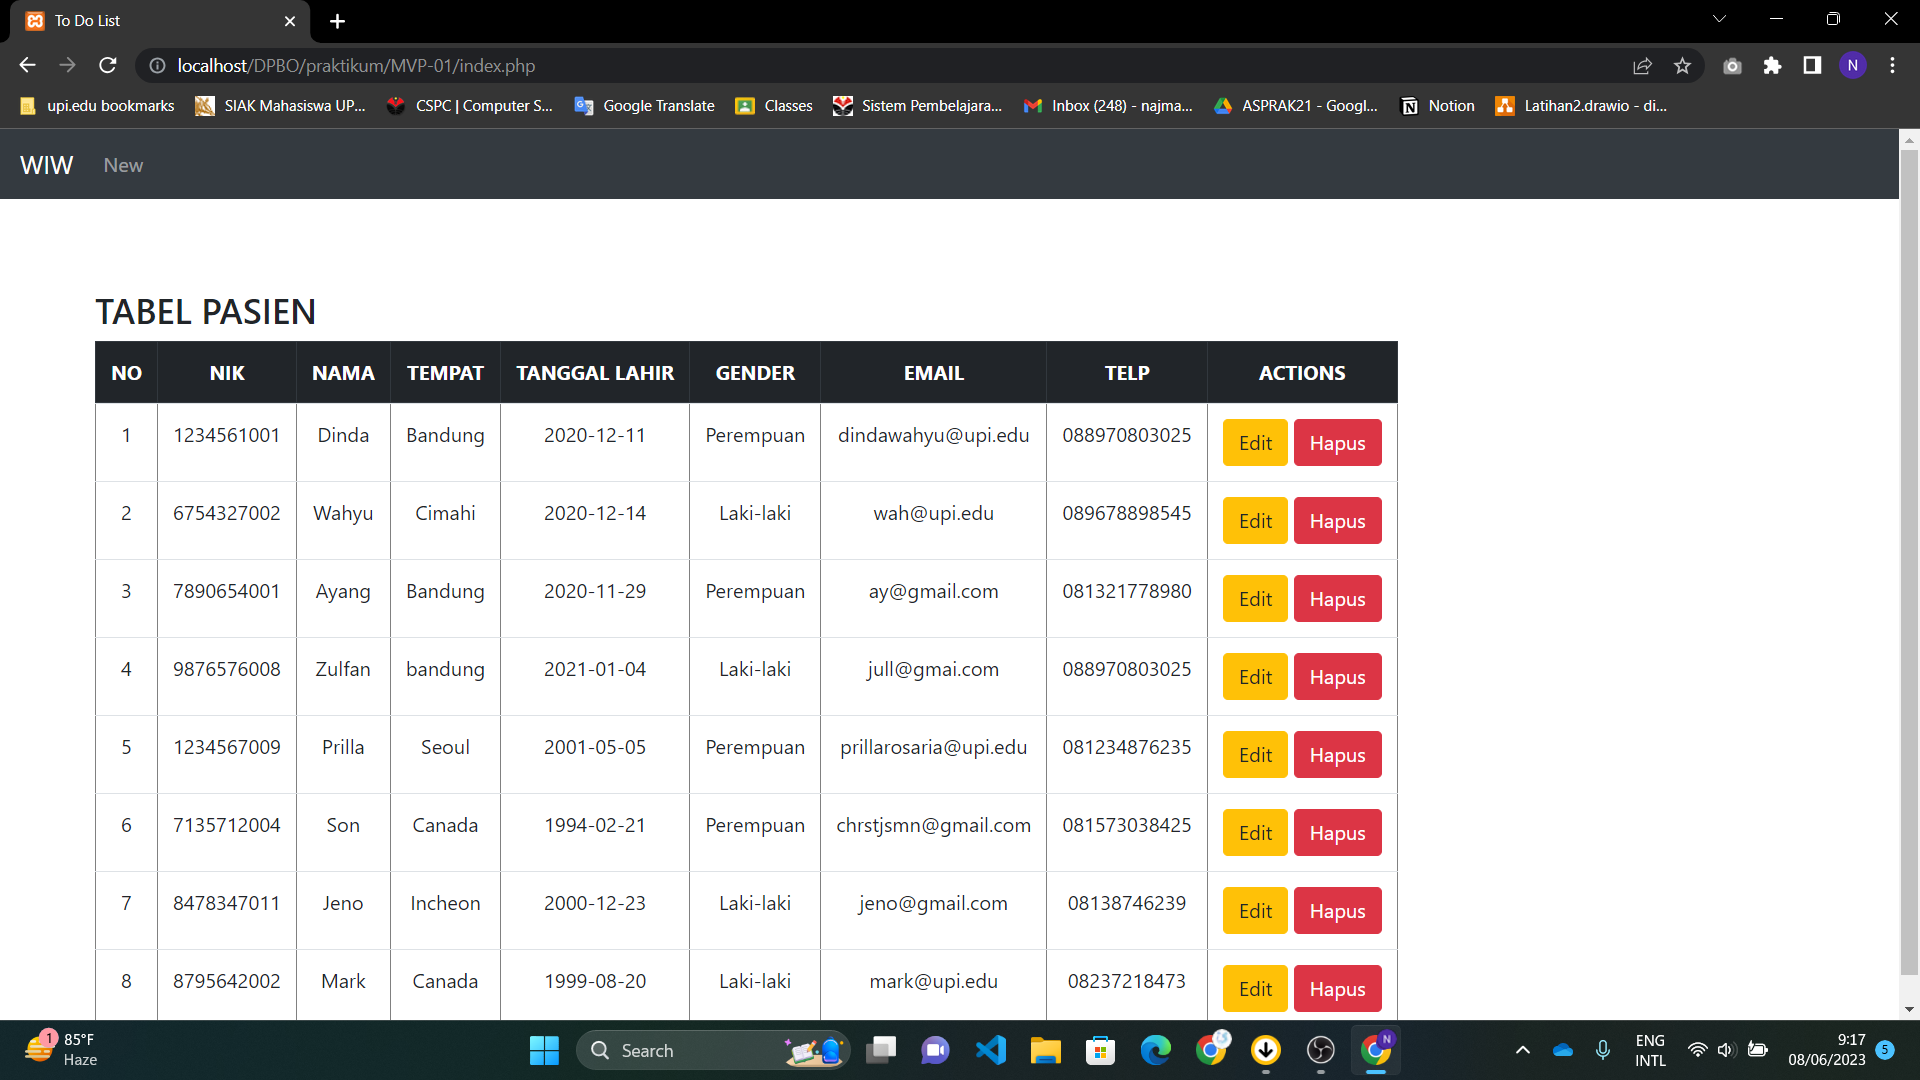 To Do List
localhost/DPBO/praktikum/MVP-01/index.php
N
upi.edu bookmarks SIAK Mahasiswa UP... CSPC | Computer S... Google Translate Classes Sistem Pembelajara... Inbox (248) - najma... ASPRAK21 - Googl... Notion Latihan2.drawio - di...
WIW New
TABEL PASIEN
NO NIK NAMA TEMPAT TANGGAL LAHIR GENDER EMAIL TELP ACTIONS
1 1234561001 Dinda Bandung 2020-12-11 Perempuan dindawahyu@upi.edu 088970803025 Edit Hapus
2 6754327002 Wahyu Cimahi 2020-12-14 Laki-laki wah@upi.edu 089678898545 Edit Hapus
3 7890654001 Ayang Bandung 2020-11-29 Perempuan ay@gmail.com 081321778980 Edit Hapus
4 9876576008 Zulfan bandung 2021-01-04 Laki-laki jull@gmai.com 088970803025 Edit Hapus
5 1234567009 Prilla Seoul 2001-05-05 Perempuan prillarosaria@upi.edu 081234876235 Edit Hapus
6 7135712004 Son Canada 1994-02-21 Perempuan chrstjsmn@gmail.com 081573038425 Edit Hapus
7 8478347011 Jeno Incheon 2000-12-23 Laki-laki jeno@gmail.com 08138746239 Edit Hapus
8 8795642002 Mark Canada 1999-08-20 Laki-laki mark@upi.edu 08237218473 Edit Hapus
1 85°F
Haze
Search
N
ENG
INTL
9:17
08/06/2023
5